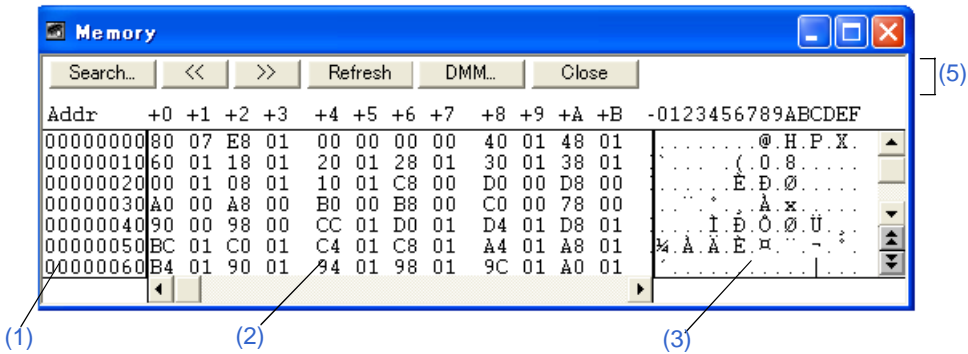 Memory
Search... << >> Refresh DMM... Close
(5)
Addr +0 +1 +2 +3 +4 +5 +6 +7 +8 +9 +A +B -0123456789ABCDEF
00000000 80 07 E8 01 00 00 00 00 40 01 48 01 ........@.H.P.X.
00000010 60 01 18 01 20 01 28 01 30 01 38 01 `.... .(.0.8.....
00000020 00 01 08 01 10 01 C8 00 D0 00 D8 00 ......È.Ð.Ø.....
00000030 A0 00 A8 00 B0 00 B8 00 C0 00 78 00 ..¨.°.¸.À.x.....
00000040 90 00 98 00 CC 01 D0 01 D4 01 D8 01 ....Ì.Ð.Ô.Ø.Ü...
00000050 BC 01 C0 01 C4 01 C8 01 A4 01 A8 01 ¼.À.Ä.È.¤.¨.¬.°.
00000060 B4 01 90 01 94 01 98 01 9C 01 A0 01 ´..........
(1)
(2)
(3)